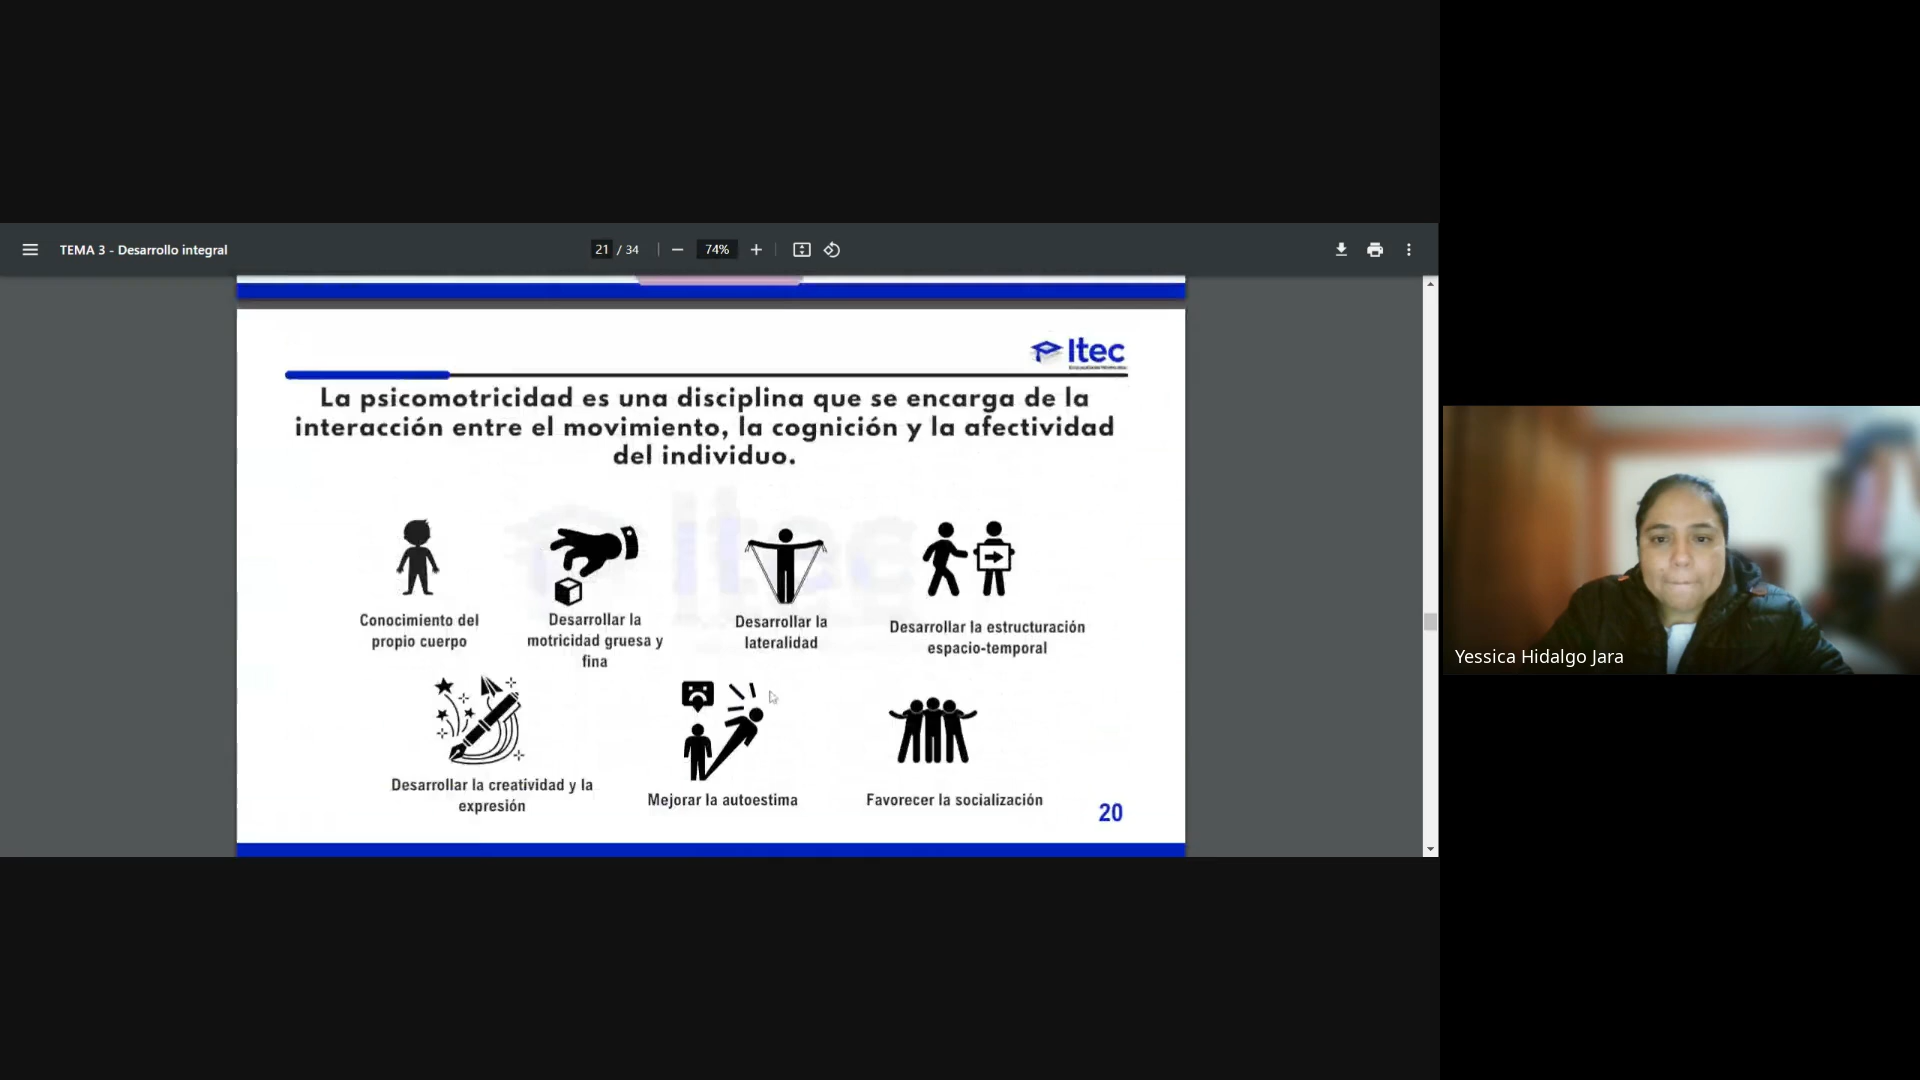 TEMA 3 - Desarrollo integral
21 / 34
74%
Itec
La psicomotricidad es una disciplina que se encarga de la
interacción entre el movimiento, la cognición y la afectividad
del individuo.
Conocimiento del
propio cuerpo
Desarrollar la
motricidad gruesa y
fina
Desarrollar la
lateralidad
Desarrollar la estructuración
espacio-temporal
Desarrollar la creatividad y la
expresión
Mejorar la autoestima
Favorecer la socialización
20
Yessica Hidalgo Jara